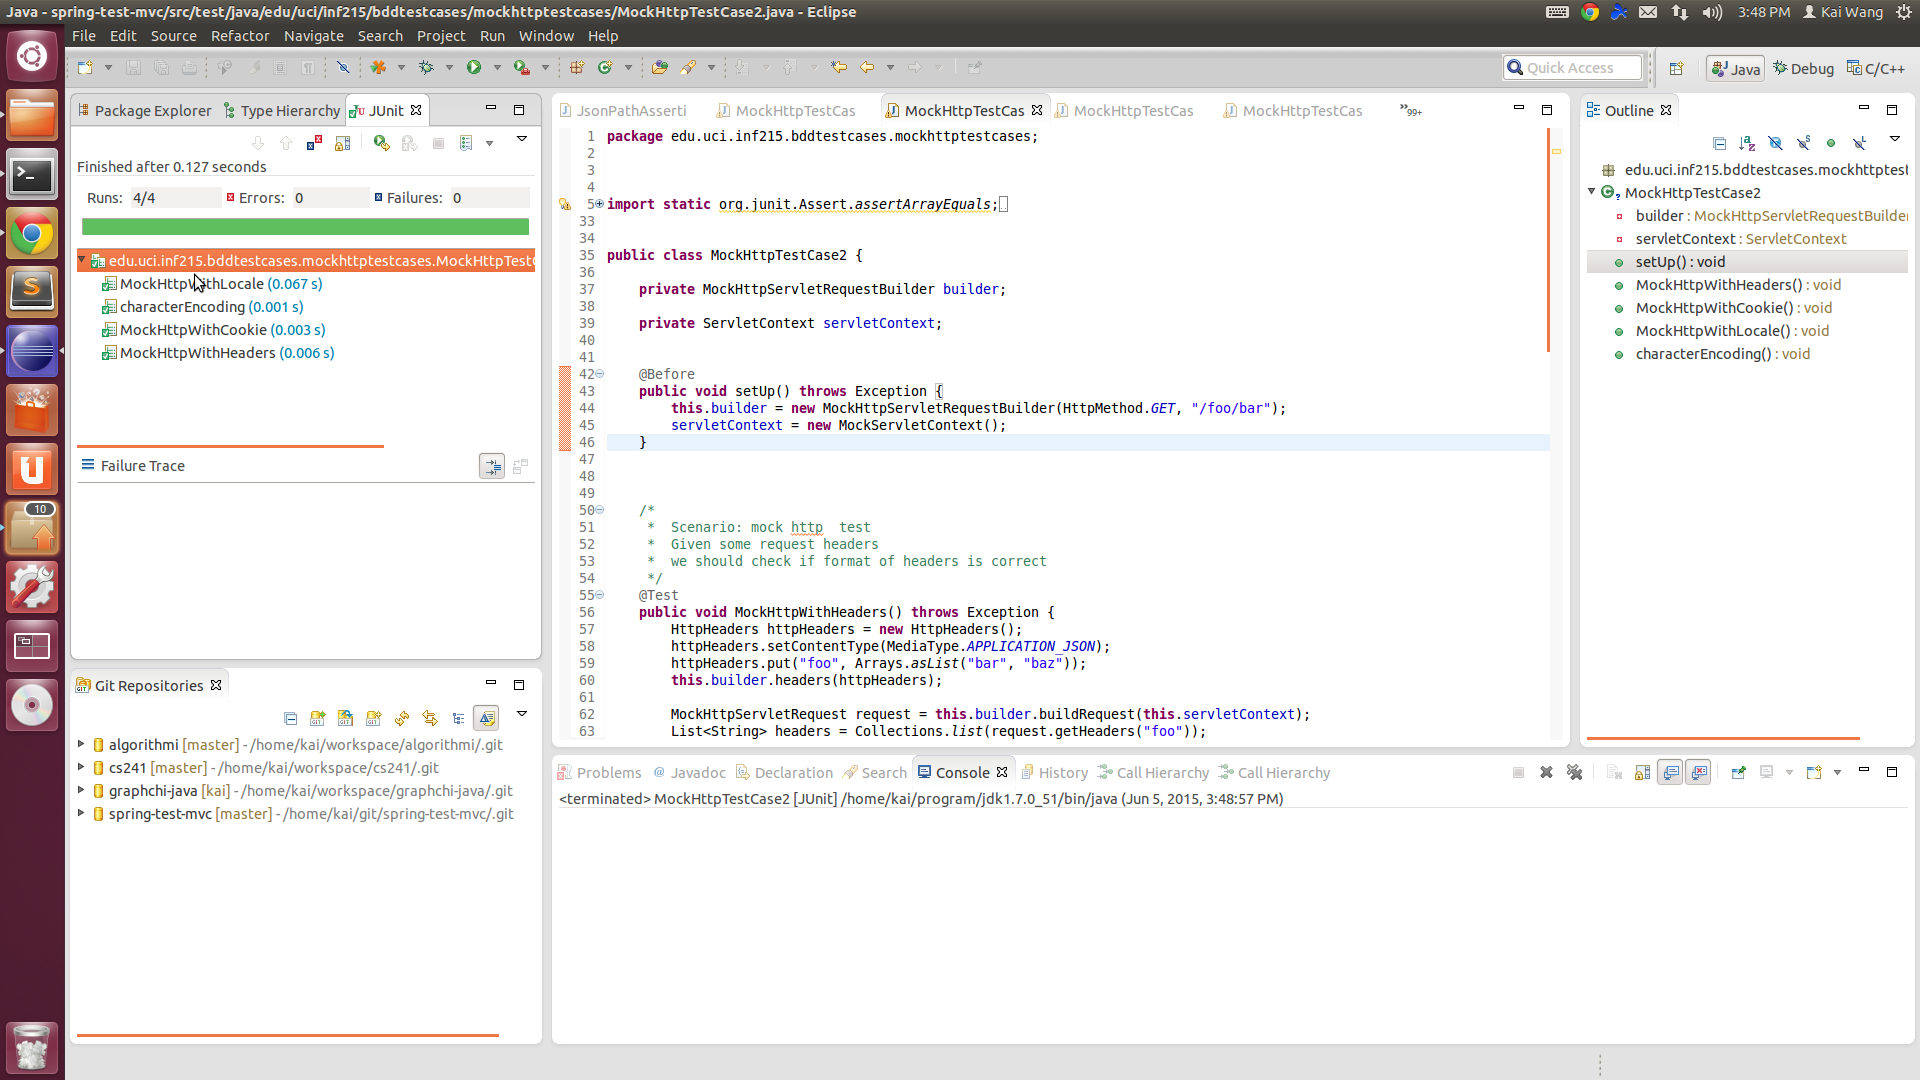 Java - spring-test-mvc/src/test/java/edu/uci/inf215/bddtestcases/mockhttptestcases/MockHttpTestCase2.java - Eclipse
3:48 PM Kai Wang
File Edit Source Refactor Navigate Search Project Run Window Help
Quick Access
Java Debug C/C++
Package Explorer Type Hierarchy JUnit
Finished after 0.127 seconds
Runs: 4/4 Errors: 0 Failures: 0
edu.uci.inf215.bddtestcases.mockhttptestcases.MockHttpTest
MockHttpWithLocale (0.067 s)
characterEncoding (0.001 s)
MockHttpWithCookie (0.003 s)
MockHttpWithHeaders (0.006 s)
Failure Trace
10
Git Repositories
algorithmi [master] - /home/kai/workspace/algorithmi/.git
cs241 [master] - /home/kai/workspace/cs241/.git
graphchi-java [kai] - /home/kai/workspace/graphchi-java/.git
spring-test-mvc [master] - /home/kai/git/spring-test-mvc/.git
JsonPathAsserti MockHttpTestCas MockHttpTestCas MockHttpTestCas MockHttpTestCas 99+
1 package edu.uci.inf215.bddtestcases.mockhttptestcases;
2
3
4
5 import static org.junit.Assert.assertArrayEquals;
33
34
35 public class MockHttpTestCase2 {
36
37 private MockHttpServletRequestBuilder builder;
38
39 private ServletContext servletContext;
40
41
42 @Before
43 public void setUp() throws Exception {
44 this.builder = new MockHttpServletRequestBuilder(HttpMethod.GET, "/foo/bar");
45 servletContext = new MockServletContext();
46 }
47
48
49
50 /*
51 * Scenario: mock http test
52 * Given some request headers
53 * we should check if format of headers is correct
54 */
55 @Test
56 public void MockHttpWithHeaders() throws Exception {
57 HttpHeaders httpHeaders = new HttpHeaders();
58 httpHeaders.setContentType(MediaType.APPLICATION_JSON);
59 httpHeaders.put("foo", Arrays.asList("bar", "baz"));
60 this.builder.headers(httpHeaders);
61
62 MockHttpServletRequest request = this.builder.buildRequest(this.servletContext);
63 List<String> headers = Collections.list(request.getHeaders("foo"));
Outline
edu.uci.inf215.bddtestcases.mockhttptest
MockHttpTestCase2
builder : MockHttpServletRequestBuilder
servletContext : ServletContext
setUp() : void
MockHttpWithHeaders() : void
MockHttpWithCookie() : void
MockHttpWithLocale() : void
characterEncoding() : void
Problems Javadoc Declaration Search Console History Call Hierarchy Call Hierarchy
<terminated> MockHttpTestCase2 [JUnit] /home/kai/program/jdk1.7.0_51/bin/java (Jun 5, 2015, 3:48:57 PM)